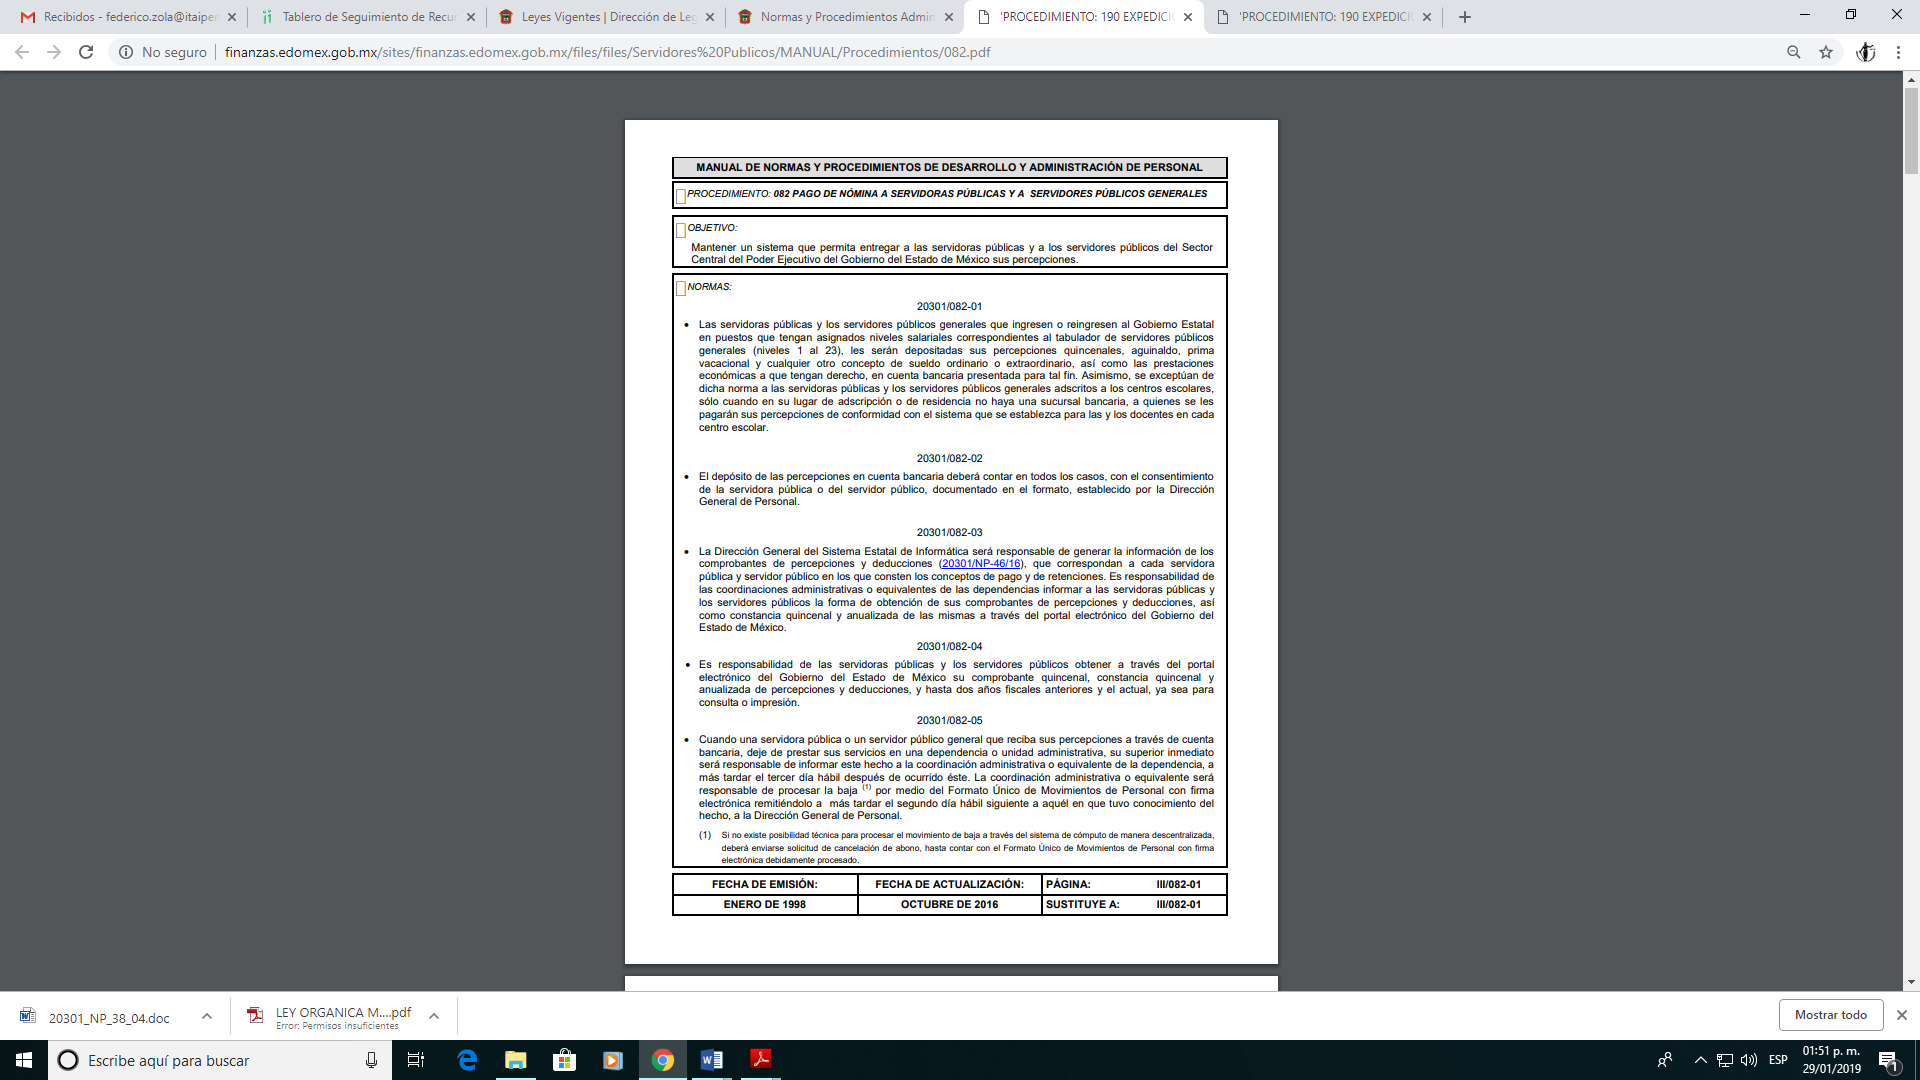 Recibidos - federico.zola@itaiper
Tablero de Seguimiento de Recur
Leyes Vigentes | Dirección de Leg
Normas y Procedimientos Admin
'PROCEDIMIENTO: 190 EXPEDICI
'PROCEDIMIENTO: 190 EXPEDICI
No seguro
finanzas.edomex.gob.mx/sites/finanzas.edomex.gob.mx/files/files/Servidores%20Publicos/MANUAL/Procedimientos/082.pdf
MANUAL DE NORMAS Y PROCEDIMIENTOS DE DESARROLLO Y ADMINISTRACIÓN DE PERSONAL
PROCEDIMIENTO: 082 PAGO DE NÓMINA A SERVIDORAS PÚBLICAS Y A SERVIDORES PÚBLICOS GENERALES
OBJETIVO:
Mantener un sistema que permita entregar a las servidoras públicas y a los servidores públicos del Sector
Central del Poder Ejecutivo del Gobierno del Estado de México sus percepciones.
NORMAS:
20301/082-01
• Las servidoras públicas y los servidores públicos generales que ingresen o reingresen al Gobierno Estatal
en puestos que tengan asignados niveles salariales correspondientes al tabulador de servidores públicos
generales (niveles 1 al 23), les serán depositadas sus percepciones quincenales, aguinaldo, prima
vacacional y cualquier otro concepto de sueldo ordinario o extraordinario, así como las prestaciones
económicas a que tengan derecho, en cuenta bancaria presentada para tal fin. Asimismo, se exceptúan de
dicha norma a las servidoras públicas y los servidores públicos generales adscritos a los centros escolares,
sólo cuando en su lugar de adscripción o de residencia no haya una sucursal bancaria, a quienes se les
pagarán sus percepciones de conformidad con el sistema que se establezca para las y los docentes en cada
centro escolar.
20301/082-02
• El depósito de las percepciones en cuenta bancaria deberá contar en todos los casos, con el consentimiento
de la servidora pública o del servidor público, documentado en el formato, establecido por la Dirección
General de Personal.
20301/082-03
• La Dirección General del Sistema Estatal de Informática será responsable de generar la información de los
comprobantes de percepciones y deducciones (20301/NP-46/16), que correspondan a cada servidora
pública y servidor público en los que consten los conceptos de pago y de retenciones. Es responsabilidad de
las coordinaciones administrativas o equivalentes de las dependencias informar a las servidoras públicas y
los servidores públicos la forma de obtención de sus comprobantes de percepciones y deducciones, así
como constancia quincenal y anualizada de las mismas a través del portal electrónico del Gobierno del
Estado de México.
20301/082-04
• Es responsabilidad de las servidoras públicas y los servidores públicos obtener a través del portal
electrónico del Gobierno del Estado de México su comprobante quincenal, constancia quincenal y
anualizada de percepciones y deducciones, y hasta dos años fiscales anteriores y el actual, ya sea para
consulta o impresión.
20301/082-05
• Cuando una servidora pública o un servidor público general que reciba sus percepciones a través de cuenta
bancaria, deje de prestar sus servicios en una dependencia o unidad administrativa, su superior inmediato
será responsable de informar este hecho a la coordinación administrativa o equivalente de la dependencia, a
más tardar el tercer día hábil después de ocurrido éste. La coordinación administrativa o equivalente será
responsable de procesar la baja (1) por medio del Formato Único de Movimientos de Personal con firma
electrónica remitiéndolo a más tardar el segundo día hábil siguiente a aquél en que tuvo conocimiento del
hecho, a la Dirección General de Personal.
(1) Si no existe posibilidad técnica para procesar el movimiento de baja a través del sistema de cómputo de manera descentralizada,
deberá enviarse solicitud de cancelación de abono, hasta contar con el Formato Único de Movimientos de Personal con firma
electrónica debidamente procesado.
FECHA DE EMISIÓN: FECHA DE ACTUALIZACIÓN: PÁGINA: III/082-01
ENERO DE 1998 OCTUBRE DE 2016 SUSTITUYE A: III/082-01
20301_NP_38_04.doc
LEY ORGANICA M....pdf
Error: Permisos insuficientes
Mostrar todo
Escribe aquí para buscar
ESP
01:51 p. m.
29/01/2019
1